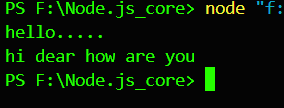 PS F:\Node.js_core> node "f:
hello.....
hi dear how are you
PS F:\Node.js_core>